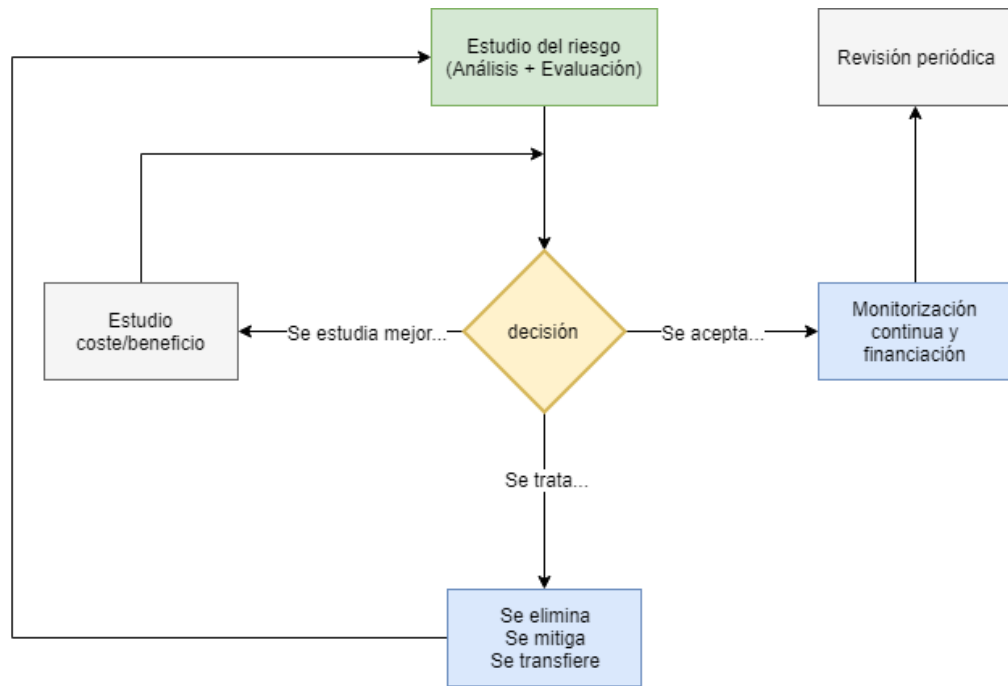 Estudio del riesgo
(Análisis + Evaluación)
Revisión periódica
Estudio
coste/beneficio
Se estudia mejor...
decisión
Se acepta...
Monitorización
continua y
financiación
Se trata...
Se elimina
Se mitiga
Se transfiere